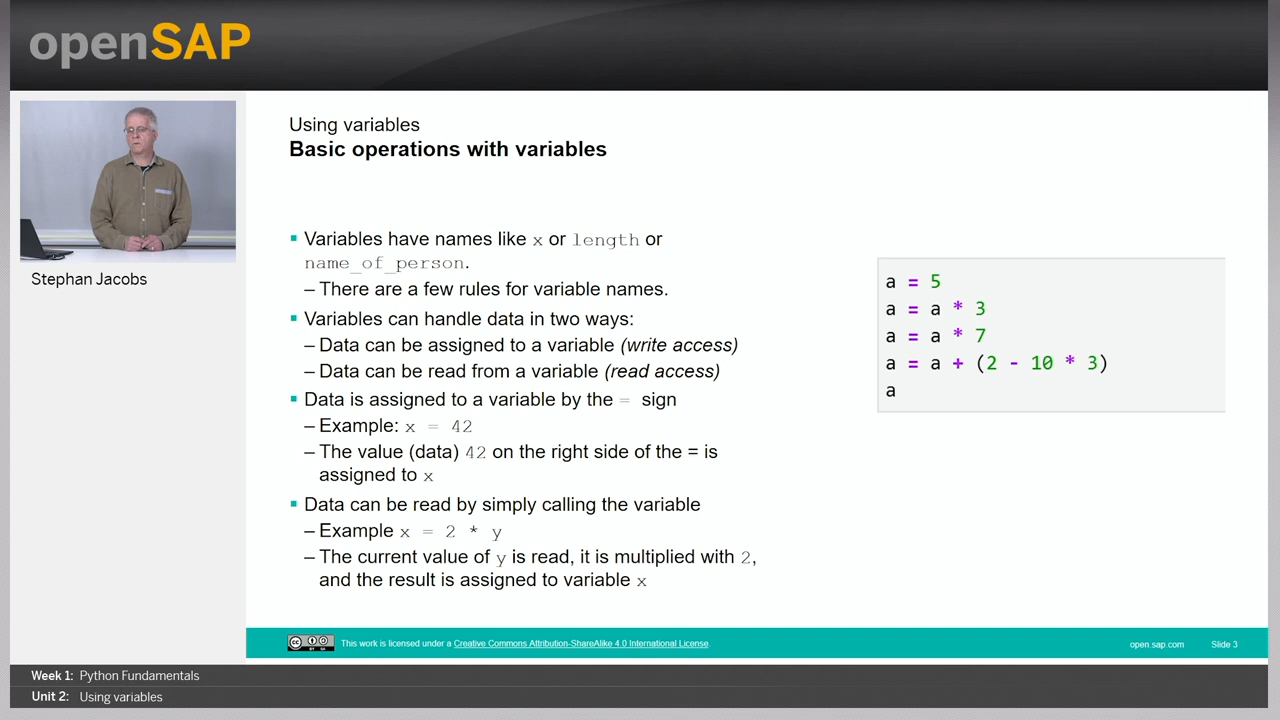 openSAP
Stephan Jacobs
Using variables
Basic operations with variables
Variables have names like x or length or
name_of_person.
– There are a few rules for variable names.
Variables can handle data in two ways:
– Data can be assigned to a variable (write access)
– Data can be read from a variable (read access)
Data is assigned to a variable by the = sign
– Example: x = 42
– The value (data) 42 on the right side of the = is
assigned to x
Data can be read by simply calling the variable
– Example x = 2 * y
– The current value of y is read, it is multiplied with 2,
and the result is assigned to variable x
a = 5
a = a * 3
a = a * 7
a = a + (2 - 10 * 3)
a
This work is licensed under a Creative Commons Attribution-ShareAlike 4.0 International License.
open.sap.com
Slide 3
Week 1: Python Fundamentals
Unit 2: Using variables